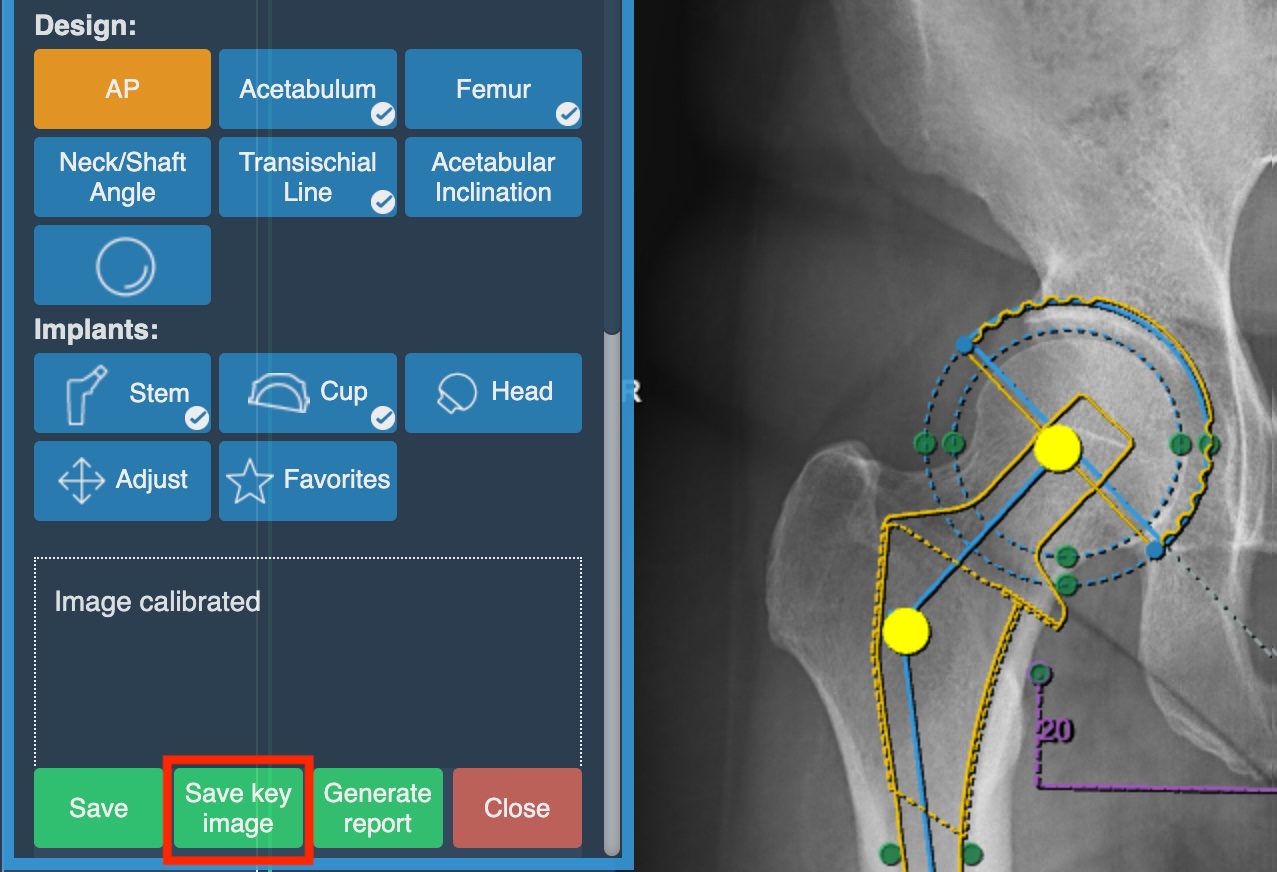 Design:
AP
Acetabulum
Femur
Neck/Shaft
Angle
Transischial
Line
Acetabular
Inclination
Implants:
Stem
Cup
Head
Adjust
Favorites
Image calibrated
Save
Save key
image
Generate
report
Close
R
20